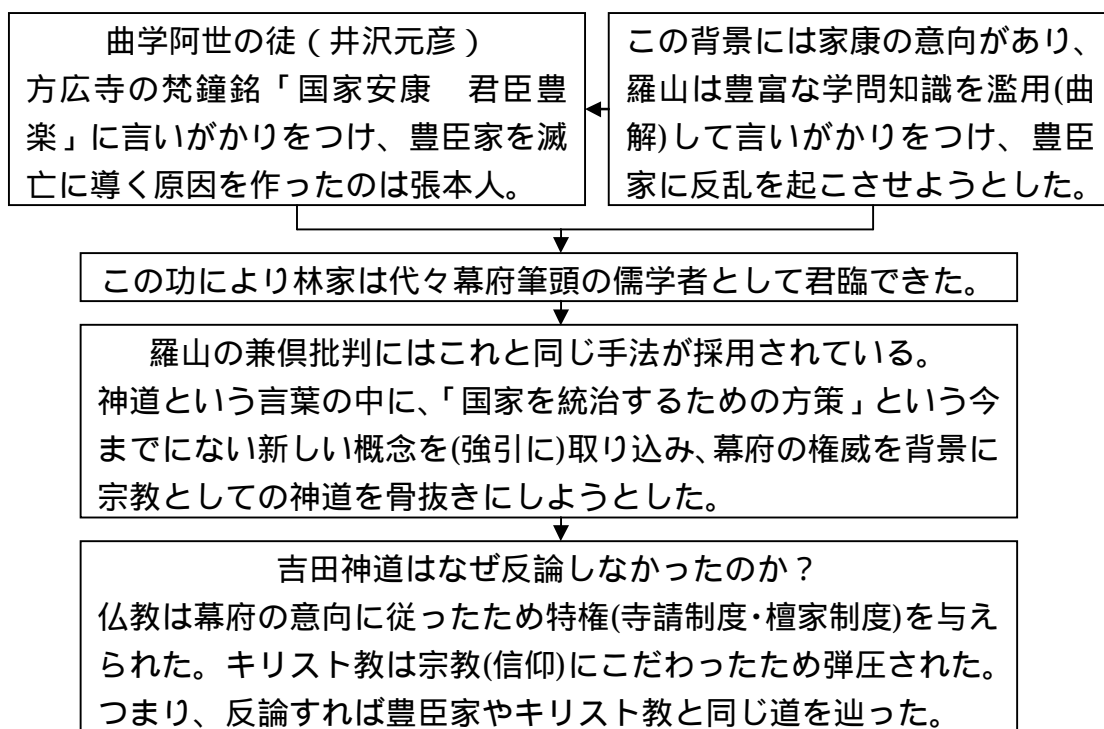 曲学阿世の徒(井沢元彦)
方広寺の梵鐘銘「国家安康　君臣豊
楽」に言いがかりをつけ、豊臣家を滅
亡に導く原因を作ったのは張本人。
この背景には家康の意向があり、
羅山は豊富な学問知識を濫用(曲
解)して言いがかりをつけ、豊臣
家に反乱を起こさせようとした。
この功により林家は代々幕府筆頭の儒学者として君臨できた。
羅山の兼倶批判にはこれと同じ手法が採用されている。
神道という言葉の中に、「国家を統治するための方策」という今
までにない新しい概念を(強引に)取り込み、幕府の権威を背景に
宗教としての神道を骨抜きにしようとした。
吉田神道はなぜ反論しなかったのか?
仏教は幕府の意向に従ったため特権(寺請制度・檀家制度)を与え
られた。キリスト教は宗教(信仰)にこだわったため弾圧された。
つまり、反論すれば豊臣家やキリスト教と同じ道を辿った。